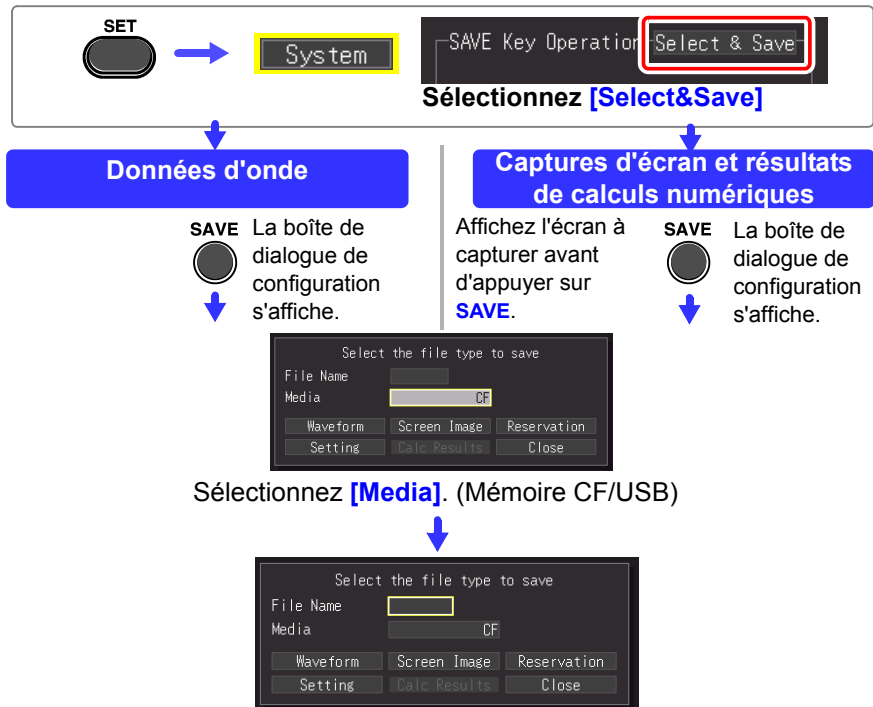 SET
System
SAVE Key Operation Select & Save
Sélectionnez [Select&Save]
Données d'onde
SAVE La boîte de
dialogue de
configuration
s'affiche.
Captures d'écran et résultats
de calculs numériques
Affichez l'écran à
capturer avant
d'appuyer sur
SAVE.
SAVE La boîte de
dialogue de
configuration
s'affiche.
Select the file type to save
File Name
Media CF
Waveform Screen Image Reservation
Setting Calc Results Close
Sélectionnez [Media]. (Mémoire CF/USB)
Select the file type to save
File Name
Media CF
Waveform Screen Image Reservation
Setting Calc Results Close